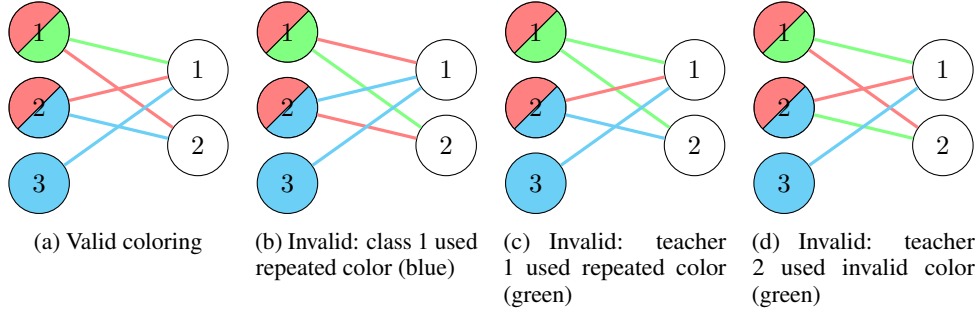 1
2
3
1
2
(a) Valid coloring
1
2
3
1
2
(b) Invalid: class 1 used
repeated color (blue)
1
2
3
1
2
(c) Invalid: teacher
1 used repeated color
(green)
1
2
3
1
2
(d) Invalid: teacher
2 used invalid color
(green)